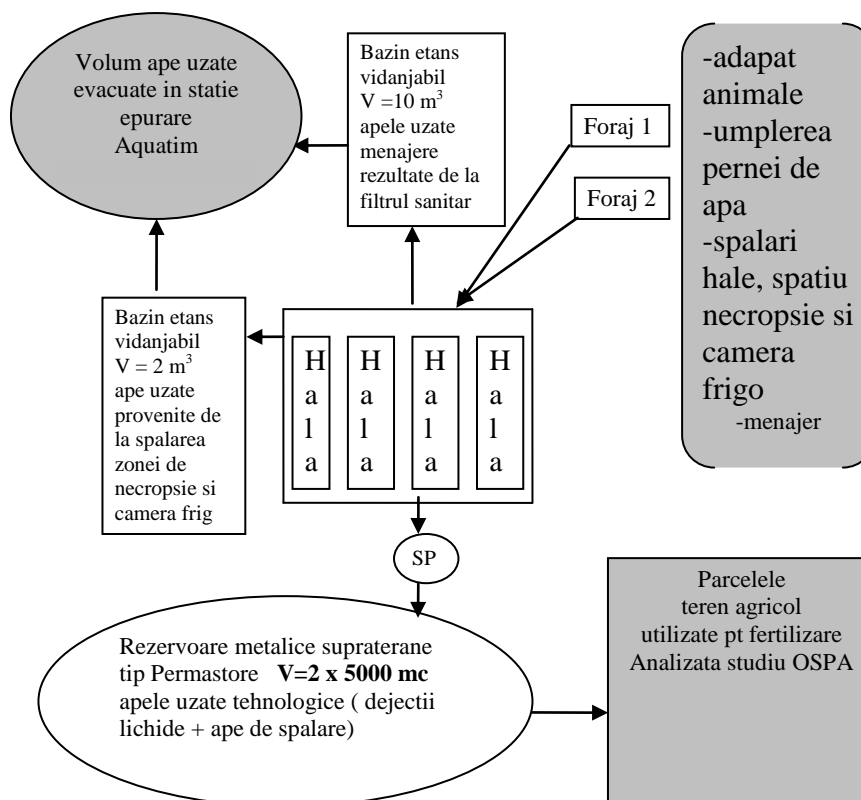 Volum ape uzate
evacuate in statie
epurare
Aquatim
Bazin etans
vidanjabil
V =10 m³
apele uzate
menajere
rezultate de la
filtrul sanitar
Foraj 1
Foraj 2
-adapat
animale
-umplerea
pernei de
apa
-spalari
hale, spatiu
necropsie si
camera
frigo
-menajer
Bazin etans
vidanjabil
V = 2 m³
ape uzate
provenite de
la spalarea
zonei de
necropsie si
camera frig
Hala
Hala
Hala
Hala
SP
Rezervoare metalice supraterane
tip Permastore V=2 x 5000 mc
apele uzate tehnologice ( dejectii
lichide + ape de spalare)
Parcelele
teren agricol
utilizate pt fertilizare
Analizata studiu OSPA